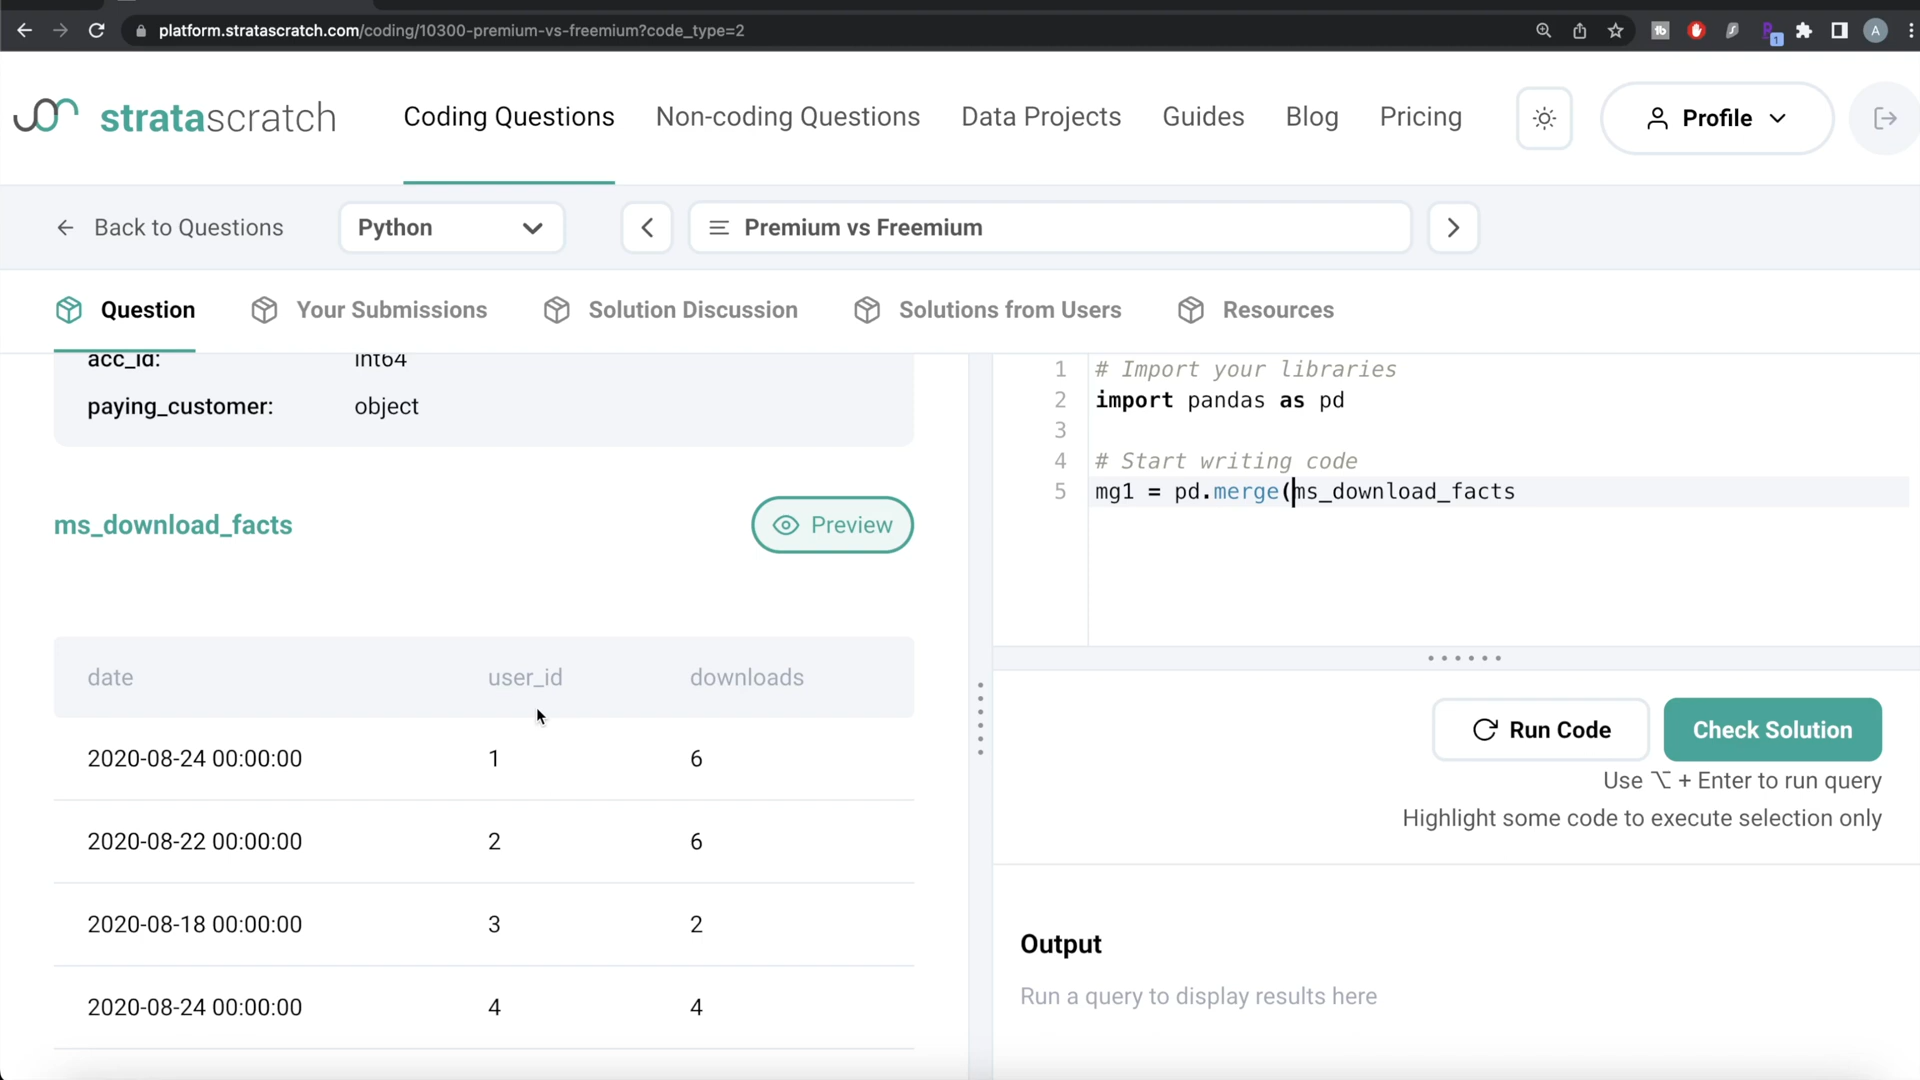 platform.stratascratch.com/coding/10300-premium-vs-freemium?code_type=2
tb
1
A
stratascratch
Coding Questions
Non-coding Questions
Data Projects
Guides
Blog
Pricing
Profile
Back to Questions
Python
Premium vs Freemium
Question
Your Submissions
Solution Discussion
Solutions from Users
Resources
acc_id: int64
paying_customer: object
ms_download_facts
Preview
date user_id downloads
2020-08-24 00:00:00 1 6
2020-08-22 00:00:00 2 6
2020-08-18 00:00:00 3 2
2020-08-24 00:00:00 4 4
1 # Import your libraries
2 import pandas as pd
3
4 # Start writing code
5 mg1 = pd.merge(ms_download_facts
Run Code
Check Solution
Use ⌥ + Enter to run query
Highlight some code to execute selection only
Output
Run a query to display results here